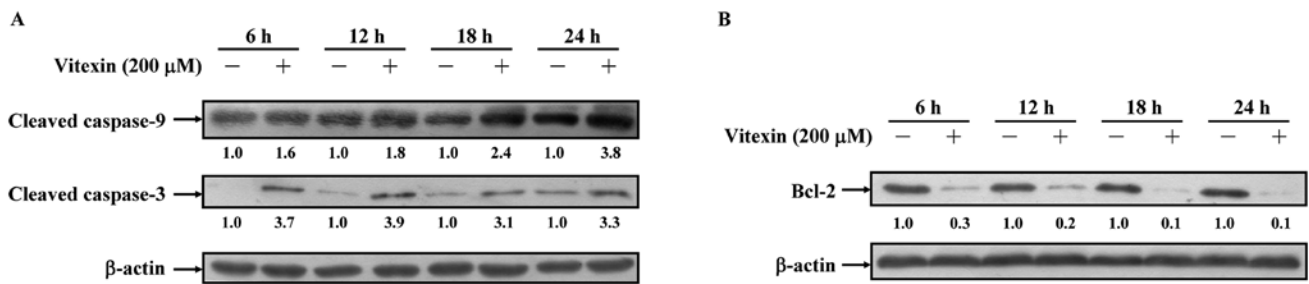 A
6 h 12 h 18 h 24 h
Vitexin (200 μM) − + − + − + − +
Cleaved caspase-9
1.0 1.6 1.0 1.8 1.0 2.4 1.0 3.8
Cleaved caspase-3
1.0 3.7 1.0 3.9 1.0 3.1 1.0 3.3
β-actin
B
6 h 12 h 18 h 24 h
Vitexin (200 μM) − + − + − + − +
Bcl-2
1.0 0.3 1.0 0.2 1.0 0.1 1.0 0.1
β-actin